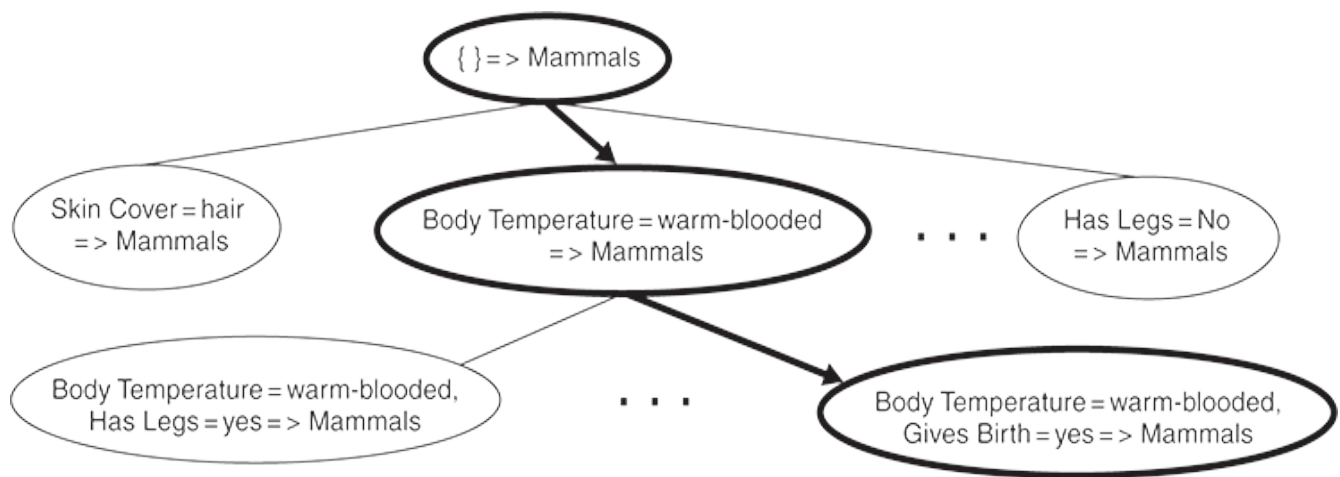 { } = > Mammals
Skin Cover = hair
= > Mammals
Body Temperature = warm-blooded
= > Mammals
. . .
Has Legs = No
= > Mammals
Body Temperature = warm-blooded,
Has Legs = yes = > Mammals
. . .
Body Temperature = warm-blooded,
Gives Birth = yes = > Mammals